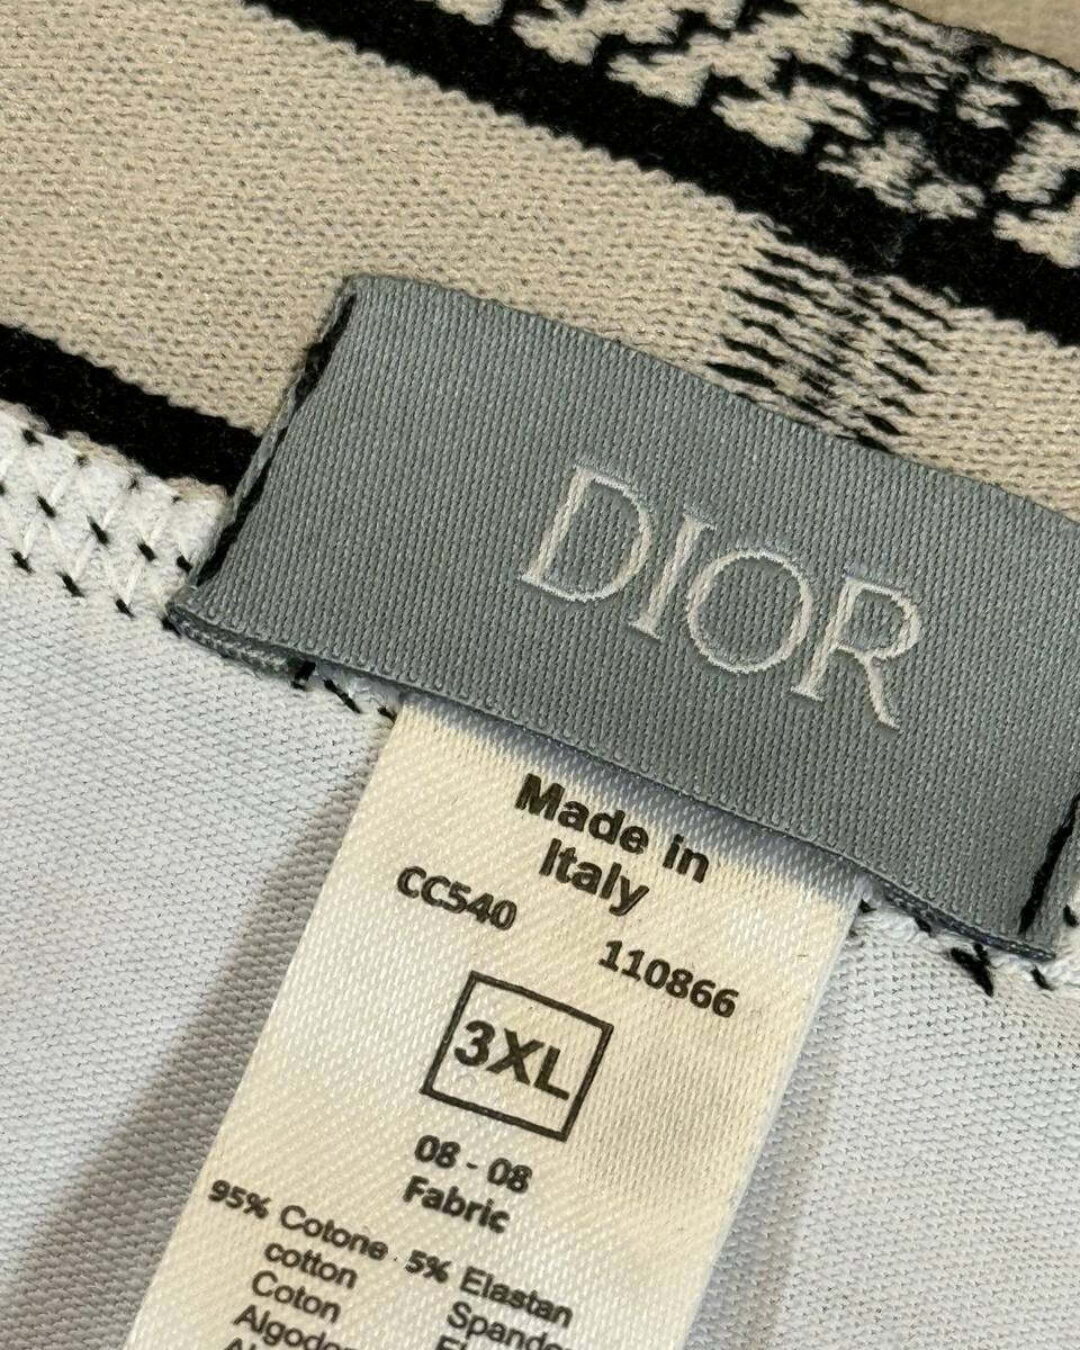 DIOR
Made in
Italy
CC540
110866
3XL
08 - 08
Fabric
95% Cotone 5% Elastan
cotton
Coton